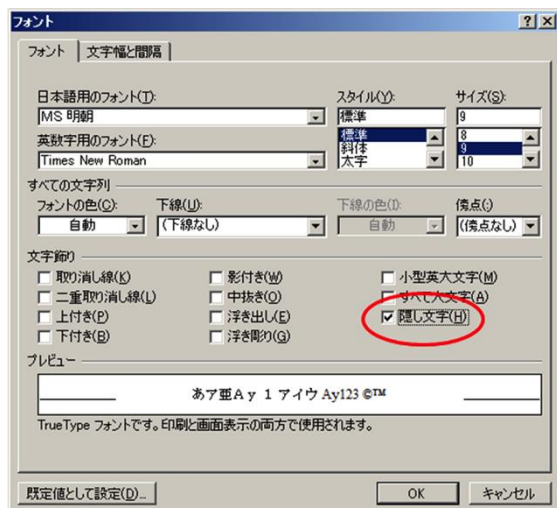 フォント
フォント 文字幅と間隔
日本語用のフォント(T): スタイル(Y): サイズ(S):
MS 明朝 標準 9
標準 8
英数字用のフォント(F): 斜体 9
Times New Roman 太字 10
すべての文字列
フォントの色(C): 下線(U): 下線の色(I): 傍点(:)
自動 (下線なし) 自動 (傍点なし)
文字飾り
取り消し線(K) 影付き(W) 小型英大文字(M)
二重取り消し線(L) 中抜き(O) すべて大文字(A)
上付き(P) 浮き出し(E) 隠し文字(H)
下付き(B) 浮き彫り(G)
プレビュー
あア亜Ay 1 アイウ Ay123 ©™
TrueType フォントです。印刷と画面表示の両方で使用されます。
既定値として設定(D)... OK キャンセル